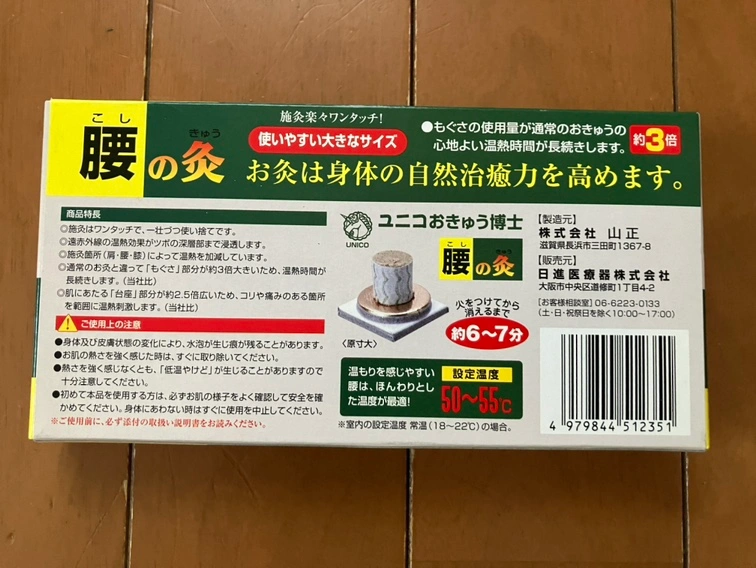 こし
腰の灸
きゅう
施灸楽々ワンタッチ!
使いやすい大きなサイズ
●もぐさの使用量が通常のおきゅうの
心地よい温熱時間が長続きします。
約3倍
お灸は身体の自然治癒力を高めます。
商品特長
◎施灸はワンタッチで、一壮づつ使い捨てです。
◎遠赤外線の温熱効果がツボの深層部まで浸透します。
◎施灸箇所(肩・腰・膝)によって温熱を加減しています。
◎通常のお灸と違って「もぐさ」部分が約3倍大きいため、温熱時間が
長続きします。(当社比)
◎肌にあたる「台座」部分が約2.5倍広いため、コリや痛みのある箇所
を範囲に温熱刺激します。(当社比)
ご使用上の注意
●身体及び皮膚状態の変化により、水泡が生じ痕が残ることがあります。
●お肌の熱さを強く感じた時は、すぐに取り除いてください。
●熱さを強く感じなくとも、「低温やけど」が生じることがありますので
十分注意してください。
●初めて本品を使用する方は、必ずお肌の様子をよく確認して安全を確
かめてください。身体にあわない時はすぐに使用を中止してください。
※ご使用前に、必ず添付の取扱い説明書をお読みください。
UNICO
ユニコおきゅう博士
こし
腰の灸
きゅう
火をつけてから
消えるまで
約6〜7分
〈原寸大〉
温もりを感じやすい
腰は、ほんわりとし
た温度が最適!
設定温度
50〜55℃
※室内の設定温度 常温(18〜22℃)の場合。
【製造元】
株式会社 山正
滋賀県長浜市三田町1367-8
【販売元】
日進医療器株式会社
大阪市中央区道修町1丁目4-2
【お客様相談室】06-6223-0133
(土・日・祝祭日を除く10:00〜17:00)
4 979844 512351